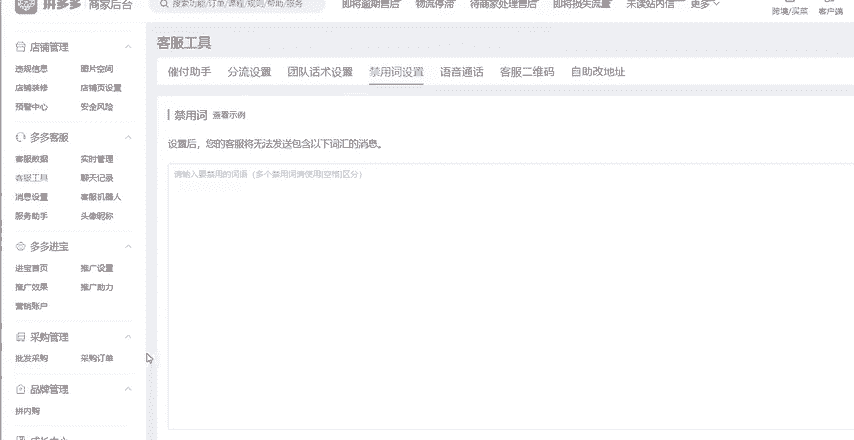 拼多多 商家后台
搜索功能/订单/课程/规则/帮助/服务
即将逾期售后 物流停滞 待商家处理售后 即将损失流量 未读站内信 更多
跨境/买菜 客户端
店铺管理
违规信息 图片空间
店铺装修 店铺页设置
预警中心 安全风险
多多客服
客服数据 实时管理
客服工具 聊天记录
消息设置 客服机器人
服务助手 头像昵称
多多进宝
进宝首页 推广设置
推广效果 推广助力
营销账户
采购管理
批发采购 采购订单
品牌管理
拼内购
成长中心
客服工具
催付助手 分流设置 团队话术设置 禁用词设置 语音通话 客服二维码 自助改地址
禁用词 查看示例
设置后，您的客服将无法发送包含以下词汇的消息。
请输入要禁用的词语（多个禁用词请使用[空格]区分）